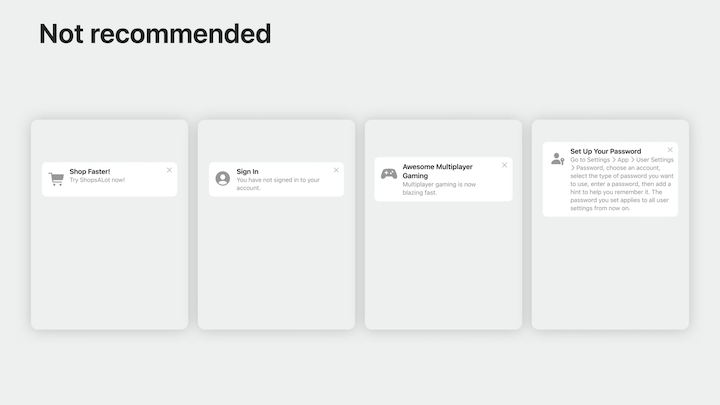 Not recommended
Shop Faster!
Try ShopsALot now!
Sign In
You have not signed in to your
account.
Awesome Multiplayer
Gaming
Multiplayer gaming is now
blazing fast.
Set Up Your Password
Go to Settings > App > User Settings
> Password, choose an account,
select the type of password you want
to use, enter a password, then add a
hint to help you remember it. The
password you set applies to all user
settings from now on.